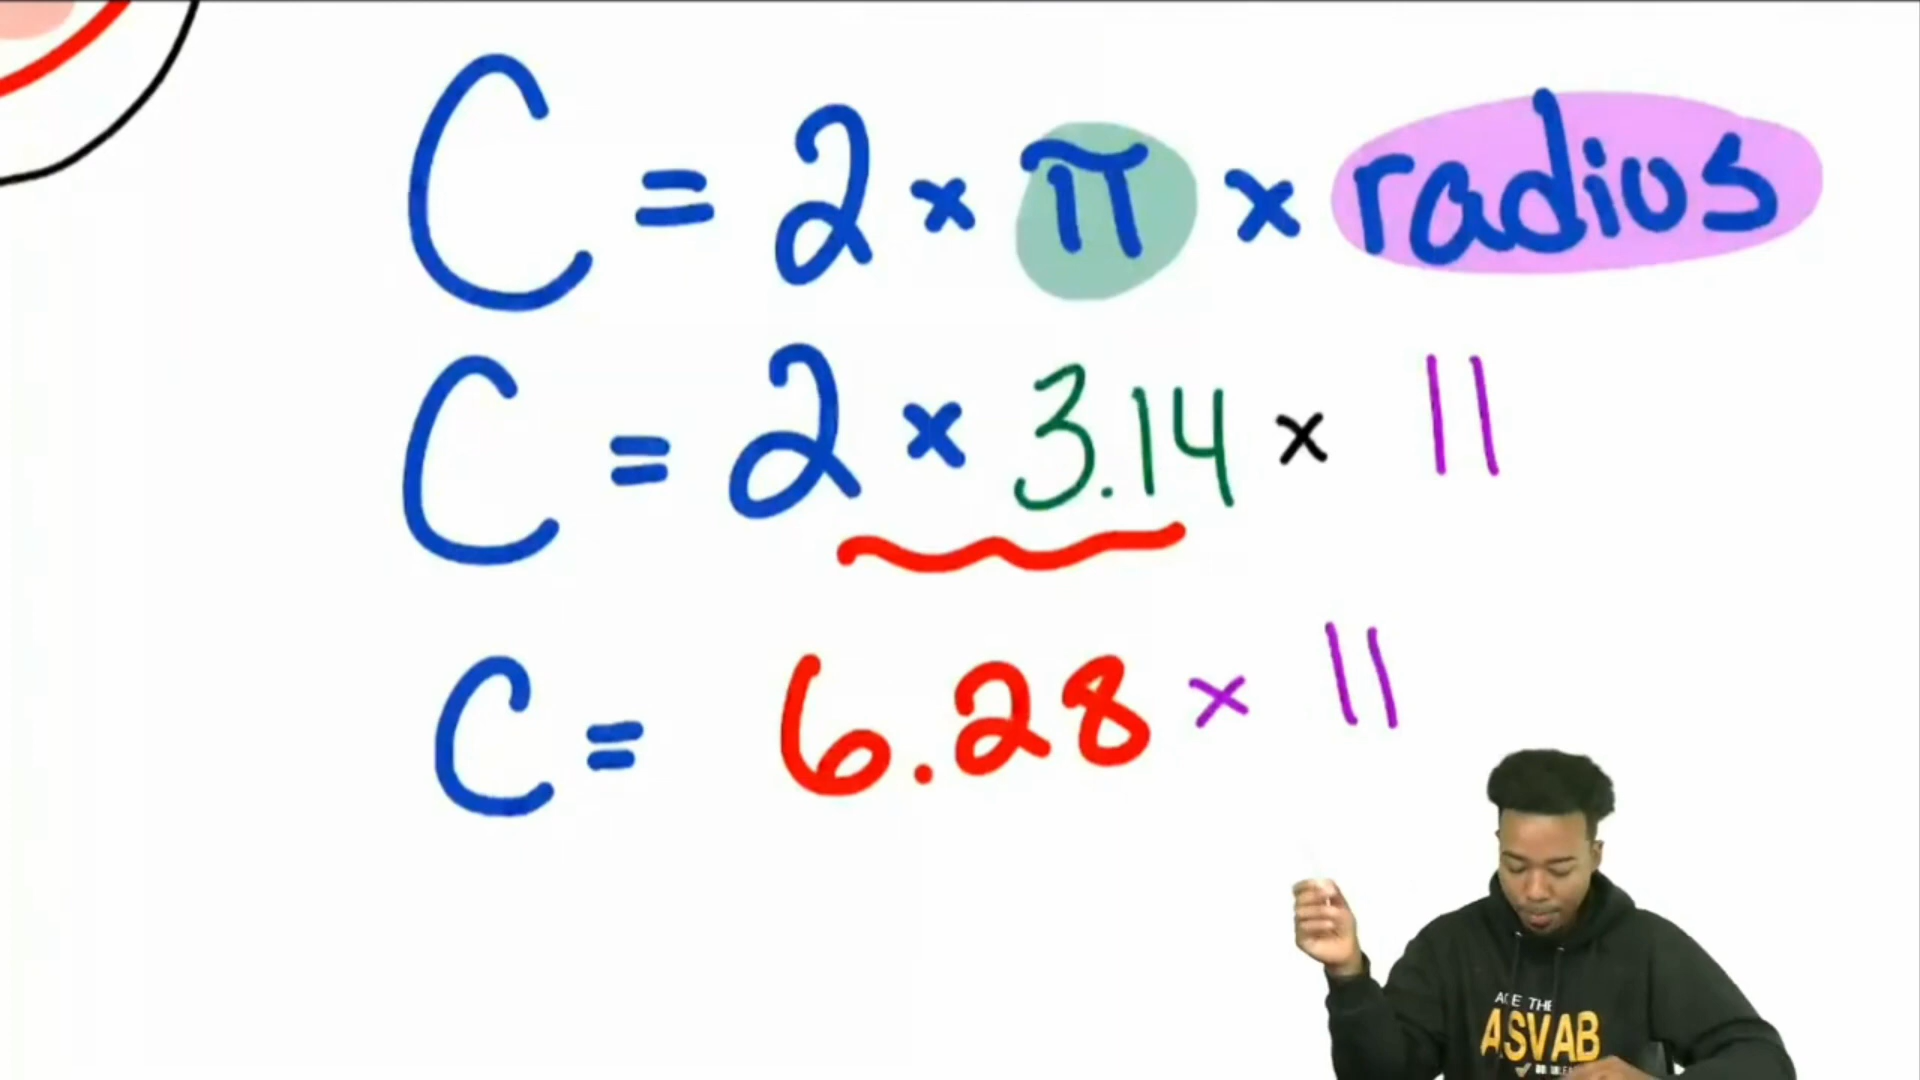 C = 2 × π × radius
C = 2 × 3.14 × 11
C = 6.28 × 11
ACE THE
ASVAB